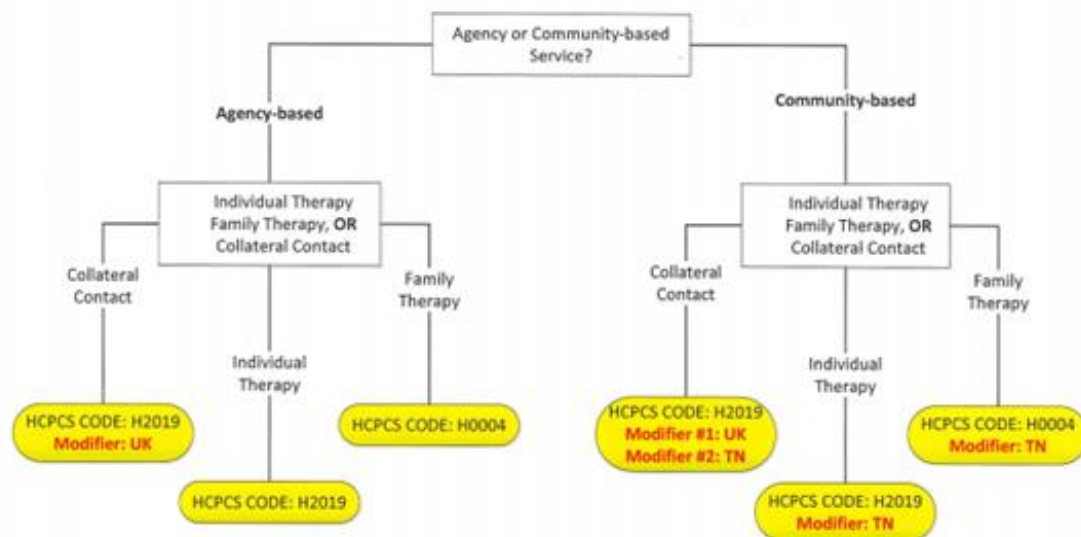 Agency or Community-based
Service?
Agency-based
Community-based
Individual Therapy
Family Therapy, OR
Collateral Contact
Collateral
Contact
Family
Therapy
Individual
Therapy
HCPCS CODE: H2019
Modifier: UK
HCPCS CODE: H0004
HCPCS CODE: H2019
Individual Therapy
Family Therapy, OR
Collateral Contact
Collateral
Contact
Family
Therapy
Individual
Therapy
HCPCS CODE: H2019
Modifier #1: UK
Modifier #2: TN
HCPCS CODE: H0004
Modifier: TN
HCPCS CODE: H2019
Modifier: TN